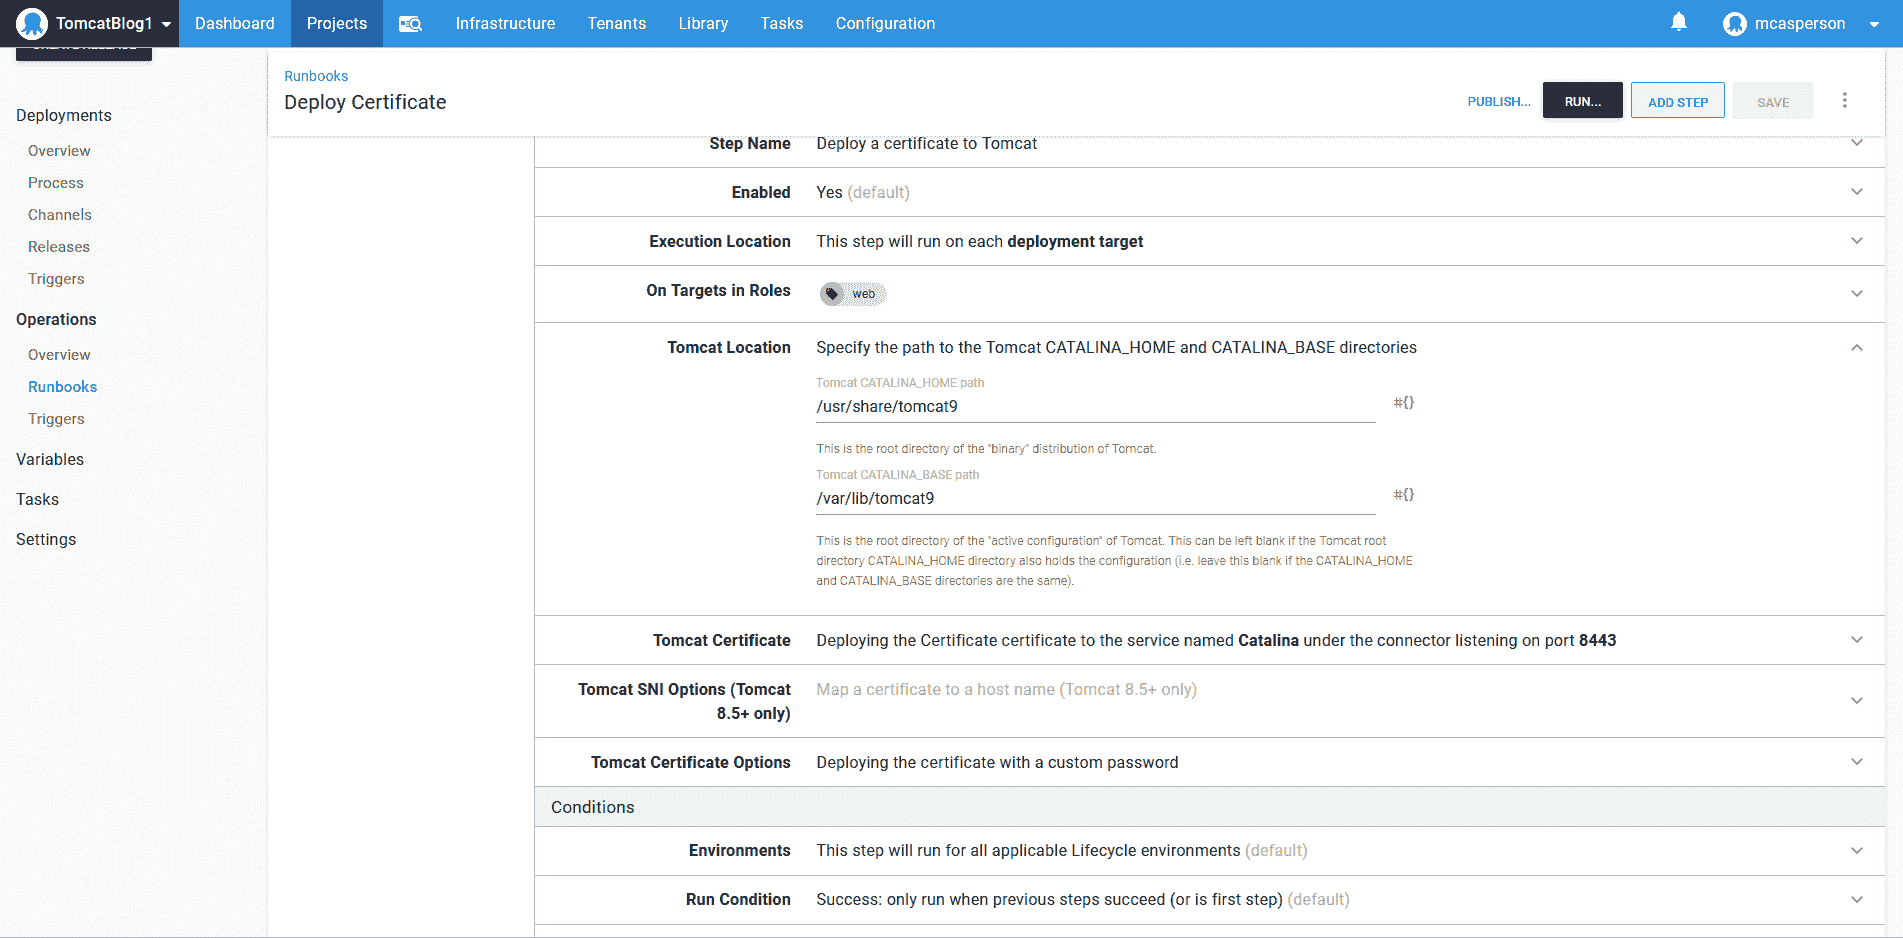 TomcatBlog1
Dashboard
Projects
Infrastructure
Tenants
Library
Tasks
Configuration
mcasperson
CREATE RELEASE
Deployments
Overview
Process
Channels
Releases
Triggers
Operations
Overview
Runbooks
Triggers
Variables
Tasks
Settings
Runbooks
Deploy Certificate
PUBLISH...
RUN...
ADD STEP
SAVE
Step Name Deploy a certificate to Tomcat
Enabled Yes (default)
Execution Location This step will run on each deployment target
On Targets in Roles web
Tomcat Location Specify the path to the Tomcat CATALINA_HOME and CATALINA_BASE directories
Tomcat CATALINA_HOME path
/usr/share/tomcat9 #{}
This is the root directory of the "binary" distribution of Tomcat.
Tomcat CATALINA_BASE path
/var/lib/tomcat9 #{}
This is the root directory of the "active configuration" of Tomcat. This can be left blank if the Tomcat root
directory CATALINA_HOME directory also holds the configuration (i.e. leave this blank if the CATALINA_HOME
and CATALINA_BASE directories are the same).
Tomcat Certificate Deploying the Certificate certificate to the service named Catalina under the connector listening on port 8443
Tomcat SNI Options (Tomcat Map a certificate to a host name (Tomcat 8.5+ only)
8.5+ only)
Tomcat Certificate Options Deploying the certificate with a custom password
Conditions
Environments This step will run for all applicable Lifecycle environments (default)
Run Condition Success: only run when previous steps succeed (or is first step) (default)